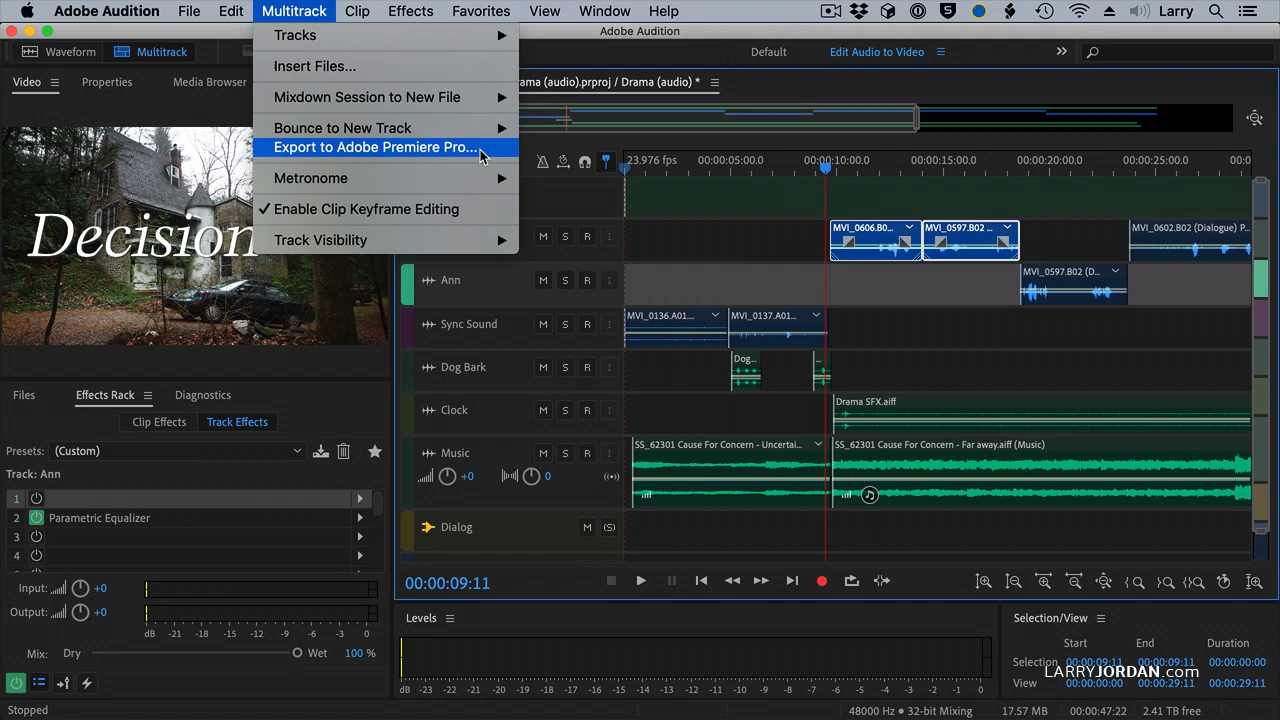 Adobe Audition File Edit Multitrack Clip Effects Favorites View Window Help Larry
Adobe Audition
Waveform Multitrack Default Edit Audio to Video
Tracks
Insert Files...
Mixdown Session to New File
Bounce to New Track
Export to Adobe Premiere Pro...
Metronome
Enable Clip Keyframe Editing
Track Visibility
Video Properties Media Browser
ama (audio).prproj / Drama (audio) *
Decision
23.976 fps 00:00:05:00 00:00:10:00 00:00:15:00 00:00:20:00 00:00:25:00 00:0
M S R I MVI_0606.B0... MVI_0597.B02 ... MVI_0602.B02 (Dialogue) P...
Ann M S R I MVI_0597.B02 (D...
Sync Sound M S R I MVI_0136.A01.... MVI_0137.A01...
Dog Bark M S R I Dog... ...
Clock M S R I Drama SFX.aiff
Music M S R I SS_62301 Cause For Concern - Uncertai... SS_62301 Cause For Concern - Far away.aiff (Music)
+0 0
Dialog M (S)
00:00:09:11
Files Effects Rack Diagnostics
Clip Effects Track Effects
Presets: (Custom)
Track: Ann
1
2 Parametric Equalizer
3
4
Input: +0
Output: +0
dB -21 -18 -15 -12 -9 -6 -3 0
Mix: Dry Wet 100 %
Levels
dB -23 -22 -21 -20 -19 -18 -17 -16 -15 -14 -13 -12 -11 -10 -9 -8 -7 -6 -5 -4 -3 -2 -1 0
Selection/View
Start End Duration
Selection 00:00:09:11 00:00:09:11 00:00:00:00
View 00:00:00:00 00:00:29:11 00:00:29:11
LARRYJORDAN.com
Stopped 48000 Hz ● 32-bit Mixing 17.57 MB 00:00:47:22 2.41 TB free